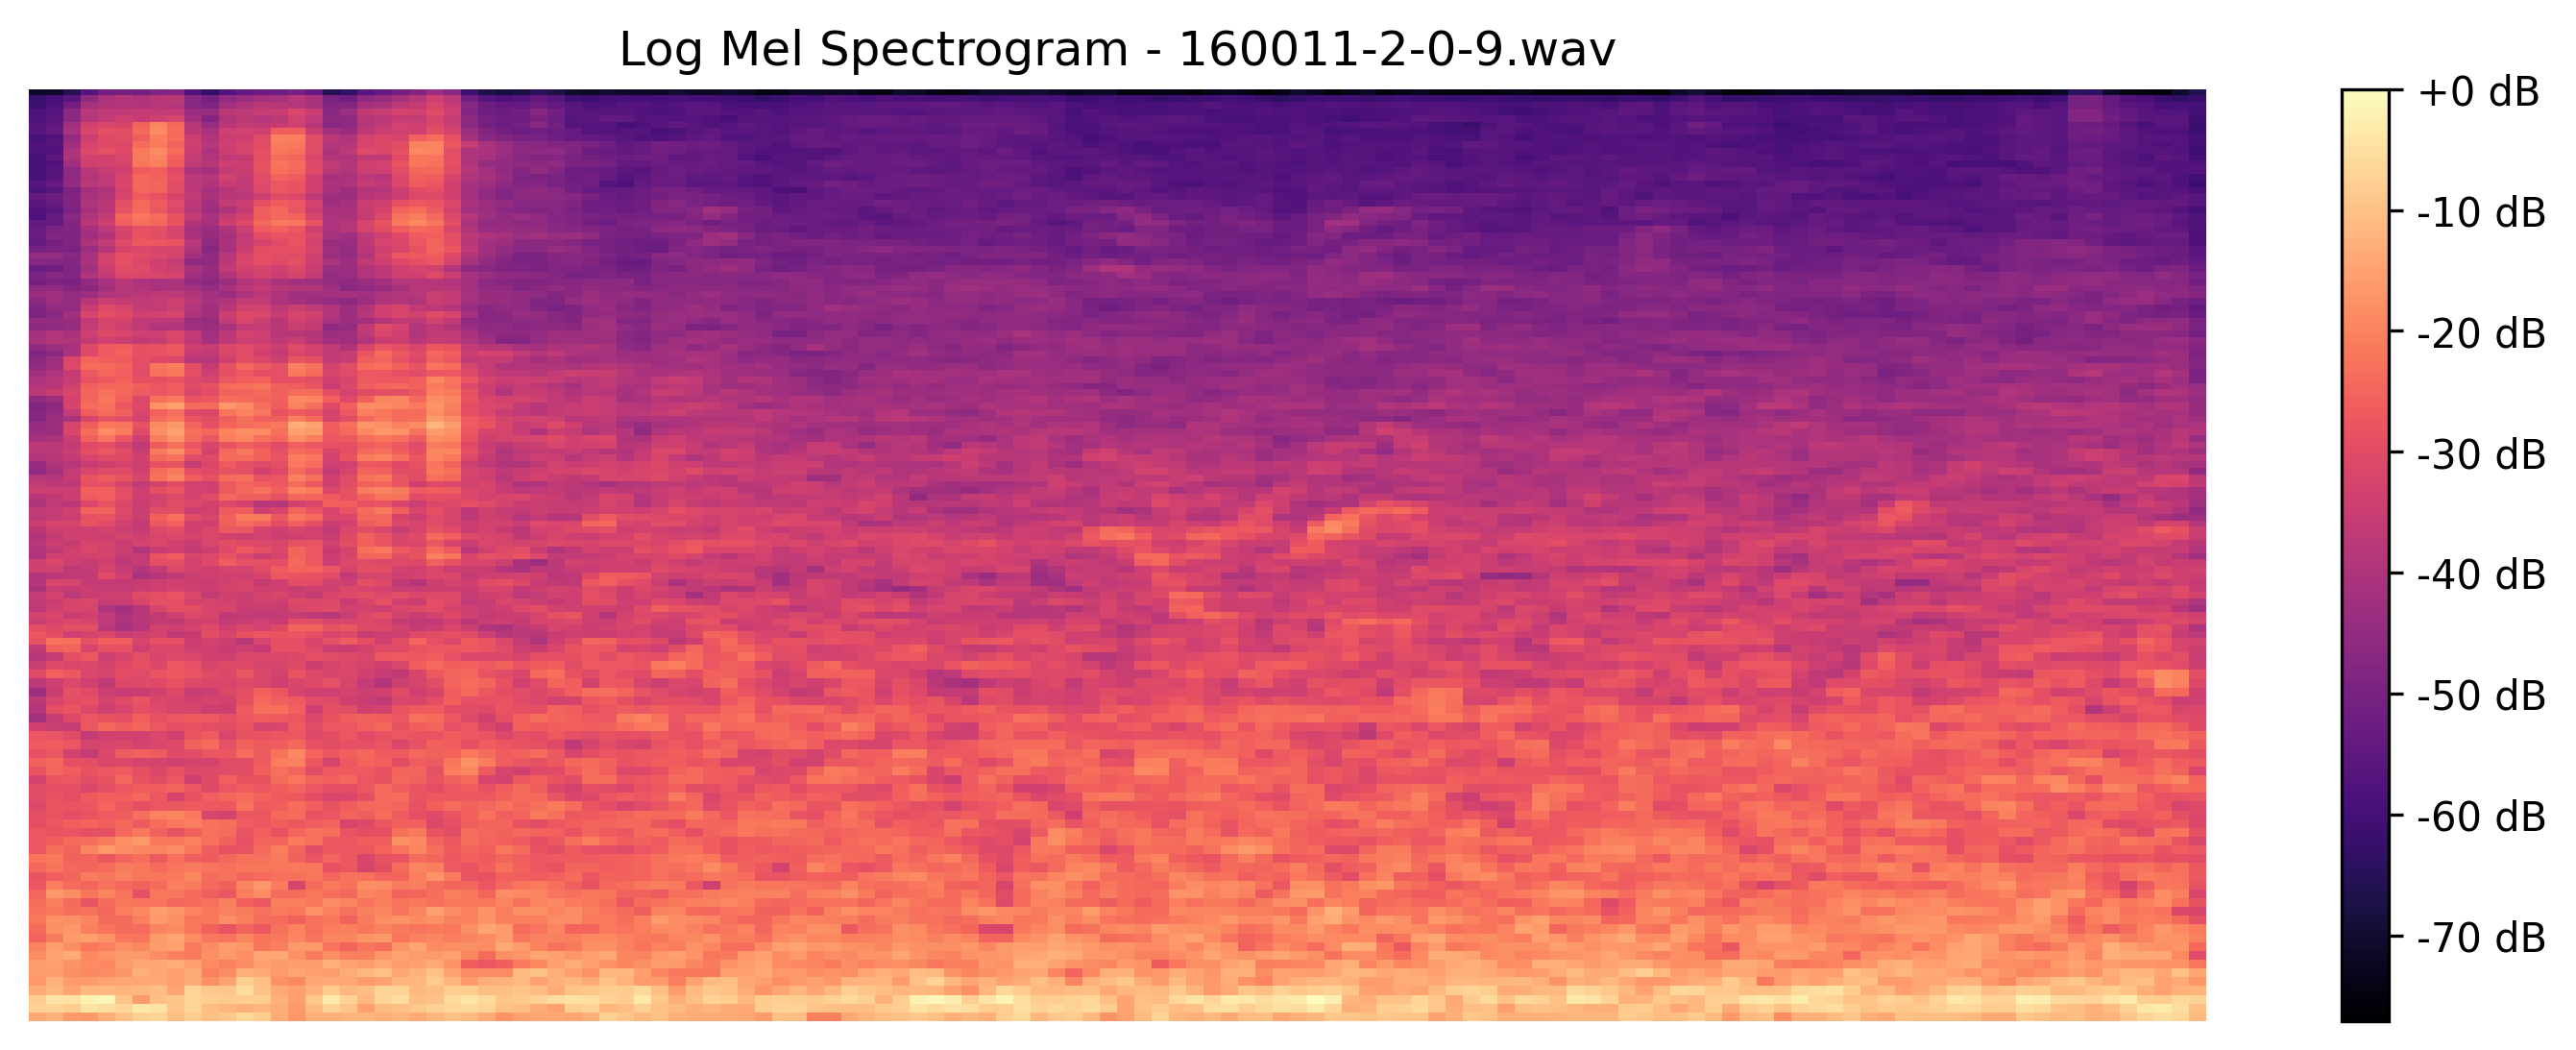 Log Mel Spectrogram - 160011-2-0-9.wav
+0 dB
-10 dB
-20 dB
-30 dB
-40 dB
-50 dB
-60 dB
-70 dB